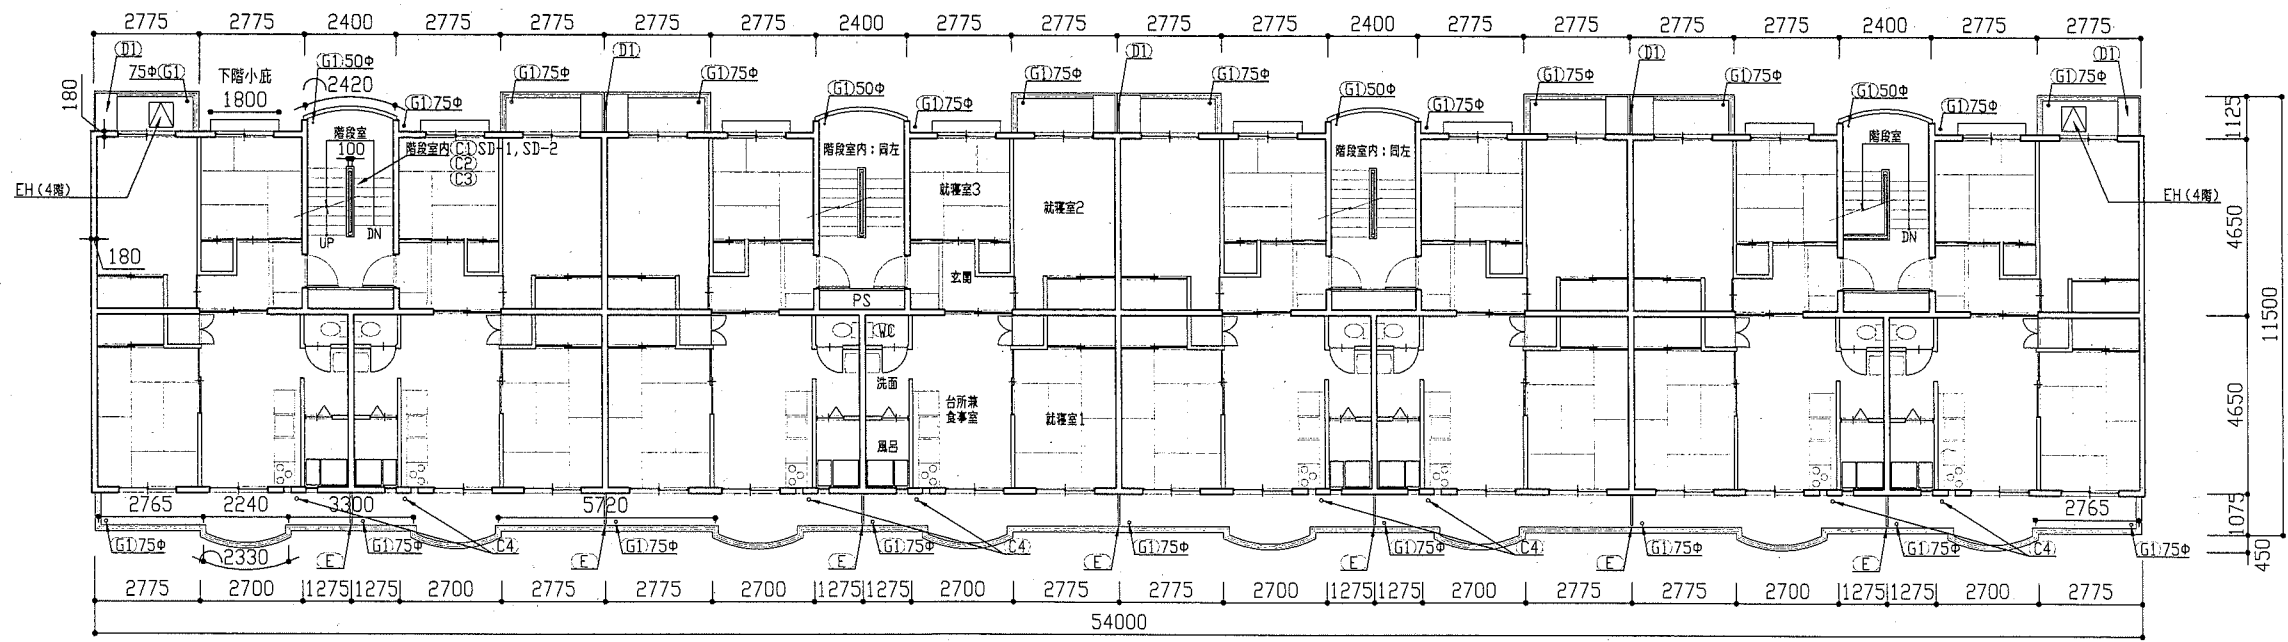 2775 2775 2400 2775 2775 2775 2775 2400 2775 2775 2775 2775 2400 2775 2775 2775 2775 2400 2775 2775
D1 D1 D1 D1 D1
75Φ G1 下階小庇 G1 50Φ G1 75Φ G1 75Φ G1 50Φ G1 75Φ G1 75Φ G1 50Φ G1 75Φ G1 75Φ G1 50Φ G1 75Φ
180 1800 2420 G1 75Φ G1 75Φ G1 75Φ G1 75Φ 1125
階段室 階段室
100 階段室内 C1 SD-1, SD-2 階段室内:同左 階段室内:同左
C2
C3
EH(4階) 就寝室3 EH(4階)
就寝室2 4650
UP DN DN
180
玄関
PS
11500
WC
洗面
台所兼
食事室
就寝室1 4650
風呂
2765 2240 3300 5720 2765
1075
G1 75Φ G1 75Φ C4 G1 75Φ G1 75Φ C4 G1 75Φ G1 75Φ C4 G1 75Φ G1 75Φ C4 G1 75Φ
2330 E E E E E E E 450
2775 2700 1275 1275 2700 2775 2775 2700 1275 1275 2700 2775 2775 2700 1275 1275 2700 2775 2775 2700 1275 1275 2700 2775
54000